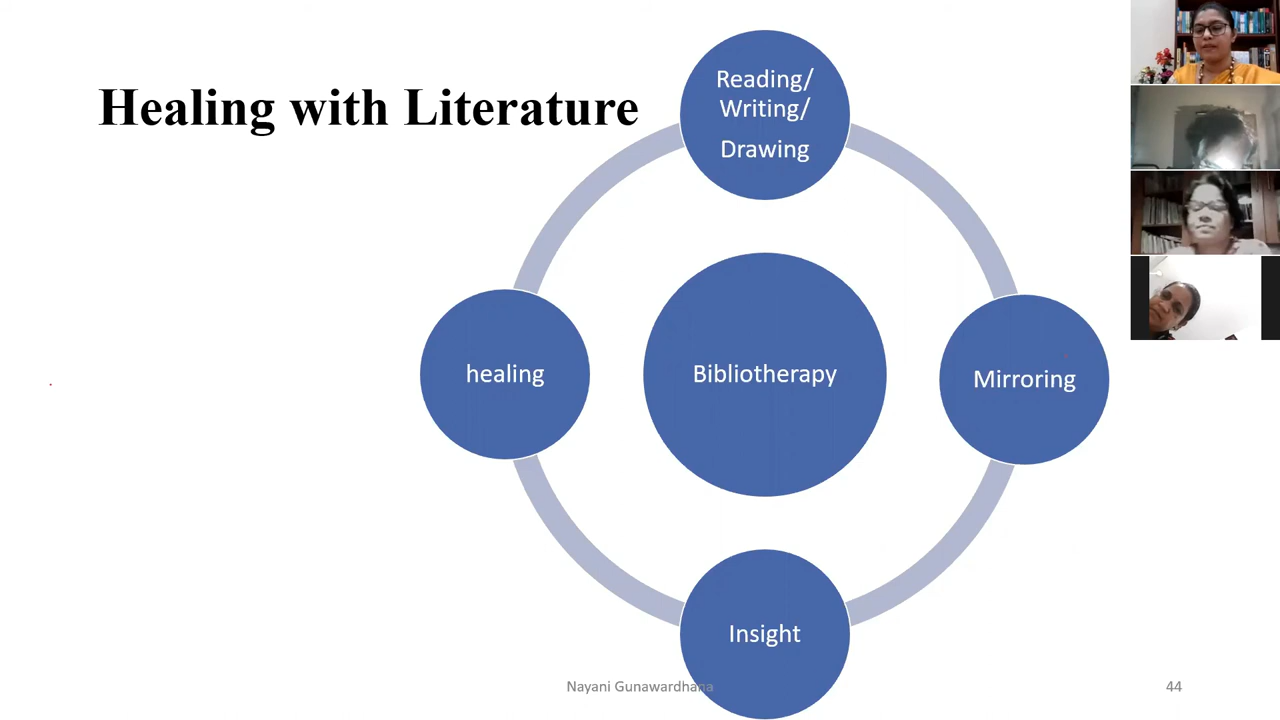 Healing with Literature
Reading/
Writing/
Drawing
healing
Bibliotherapy
Mirroring
Insight
Nayani Gunawardhana
44